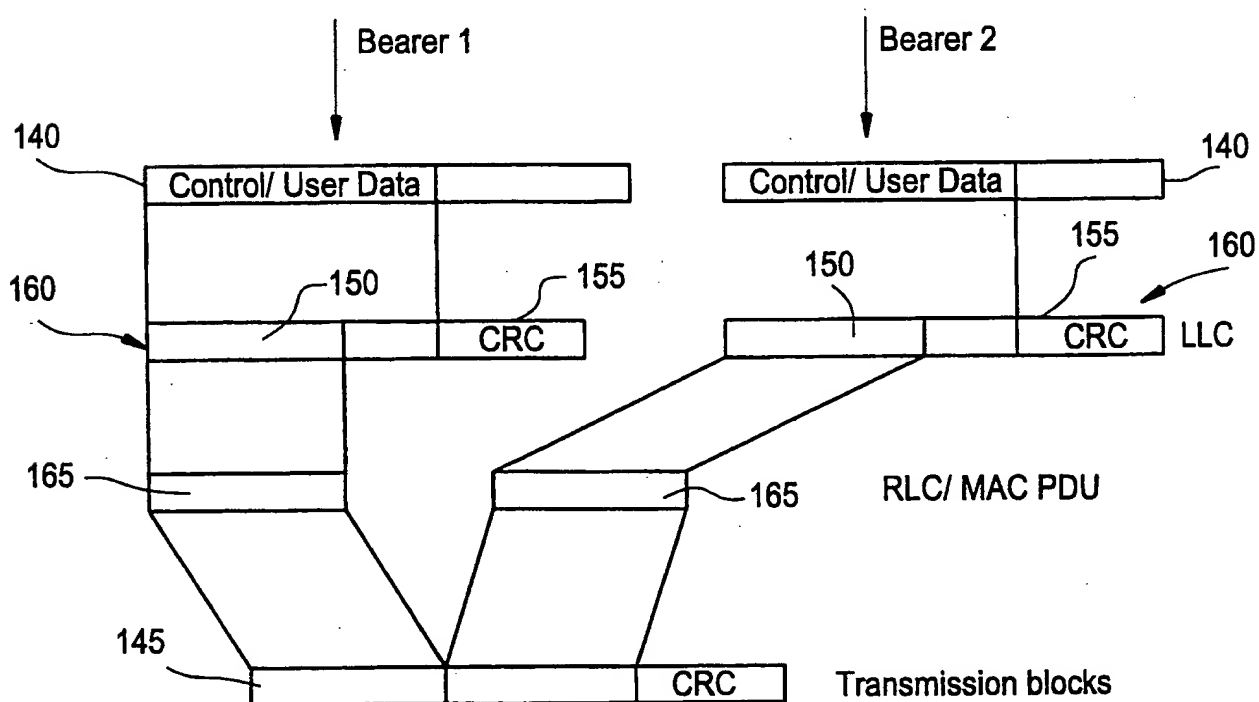 Bearer 1
Bearer 2
140
Control/ User Data
Control/ User Data
140
160
150
155
CRC
150
155
160
CRC
LLC
165
165
RLC/ MAC PDU
145
CRC
Transmission blocks